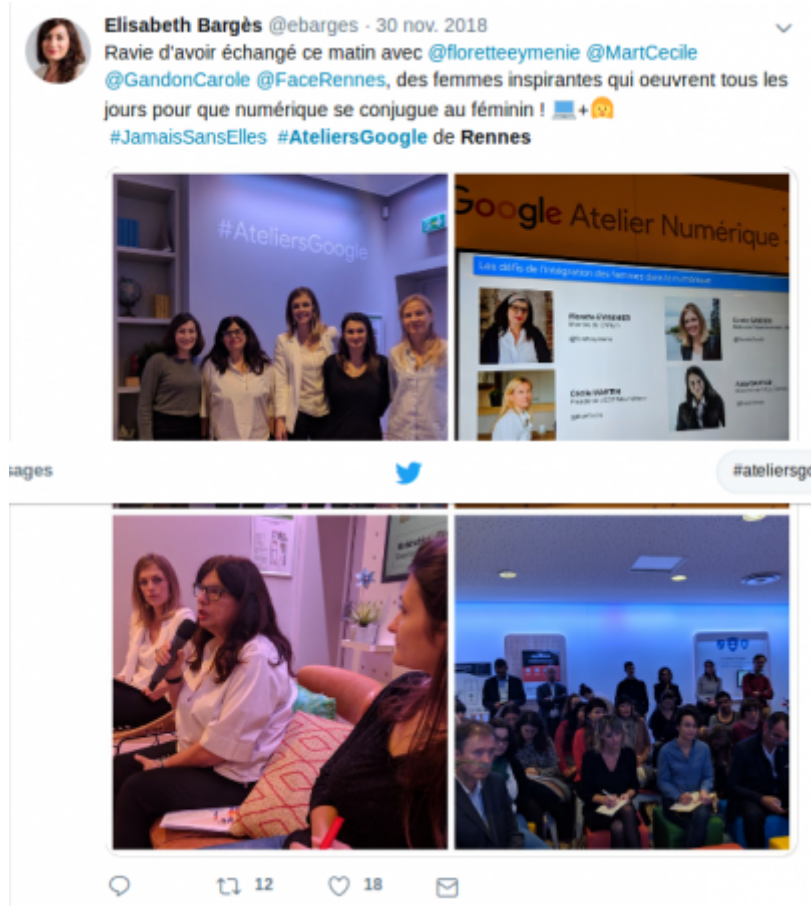 Elisabeth Bargès @ebarges · 30 nov. 2018
Ravie d'avoir échangé ce matin avec @floretteeymenie @MartCecile
@GandonCarole @FaceRennes, des femmes inspirantes qui oeuvrent tous les
jours pour que numérique se conjugue au féminin ! 💻+👩
#JamaisSansElles #AteliersGoogle de Rennes
#AteliersGoogle
Google Atelier Numérique
Les défis de l'intégration des femmes dans le numérique
sages
#ateliersgo
12
18